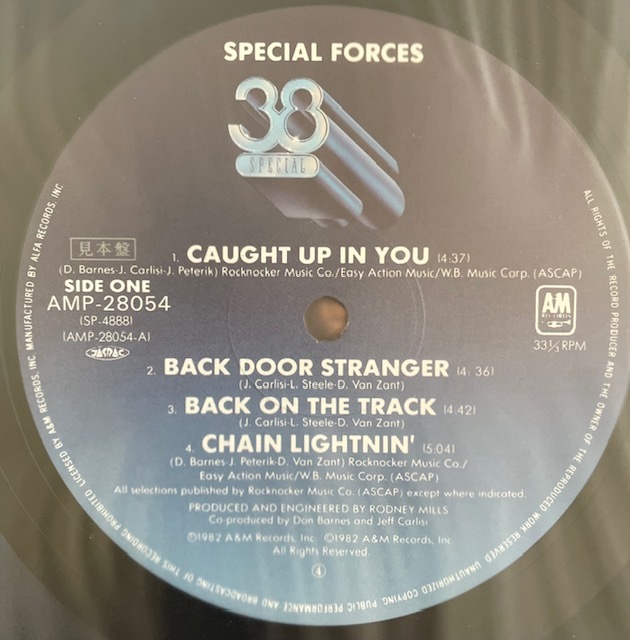 SPECIAL FORCES
38
SPECIAL
見本盤
1. CAUGHT UP IN YOU (4:37)
(D. Barnes-J. Carlisi-J. Peterik) Rocknocker Music Co./Easy Action Music/W.B. Music Corp. (ASCAP)
SIDE ONE
AMP-28054
(SP-4888)
(AMP-28054-A)
JASRAC
A&M
RECORDS
33⅓ RPM
2. BACK DOOR STRANGER (4:36)
(J. Carlisi-L. Steele-D. Van Zant)
3. BACK ON THE TRACK (4:42)
(J. Carlisi-L. Steele-D. Van Zant)
4. CHAIN LIGHTNIN' (5:04)
(D. Barnes-J. Peterik-D. Van Zant) Rocknocker Music Co./
Easy Action Music/W.B. Music Corp. (ASCAP)
All selections published by Rocknocker Music Co. (ASCAP) except where indicated.
PRODUCED AND ENGINEERED BY RODNEY MILLS
Co-produced by Don Barnes and Jeff Carlisi
©1982 A&M Records, Inc. ℗1982 A&M Records, Inc
All Rights Reserved.
4
ALL RIGHTS OF THE RECORD PRODUCER AND THE OWNER OF THE REPRODUCED WORK RESERVED. UNAUTHORIZED COPYING, PUBLIC PERFORMANCE AND BROADCASTING OF THIS RECORDING PROHIBITED. LICENSED BY A&M RECORDS, INC. MANUFACTURED BY ALFA RECORDS, INC